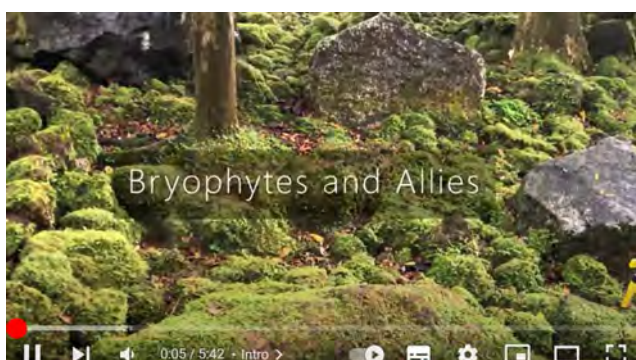 Bryophytes and Allies
0:05 / 5:42 • Intro >